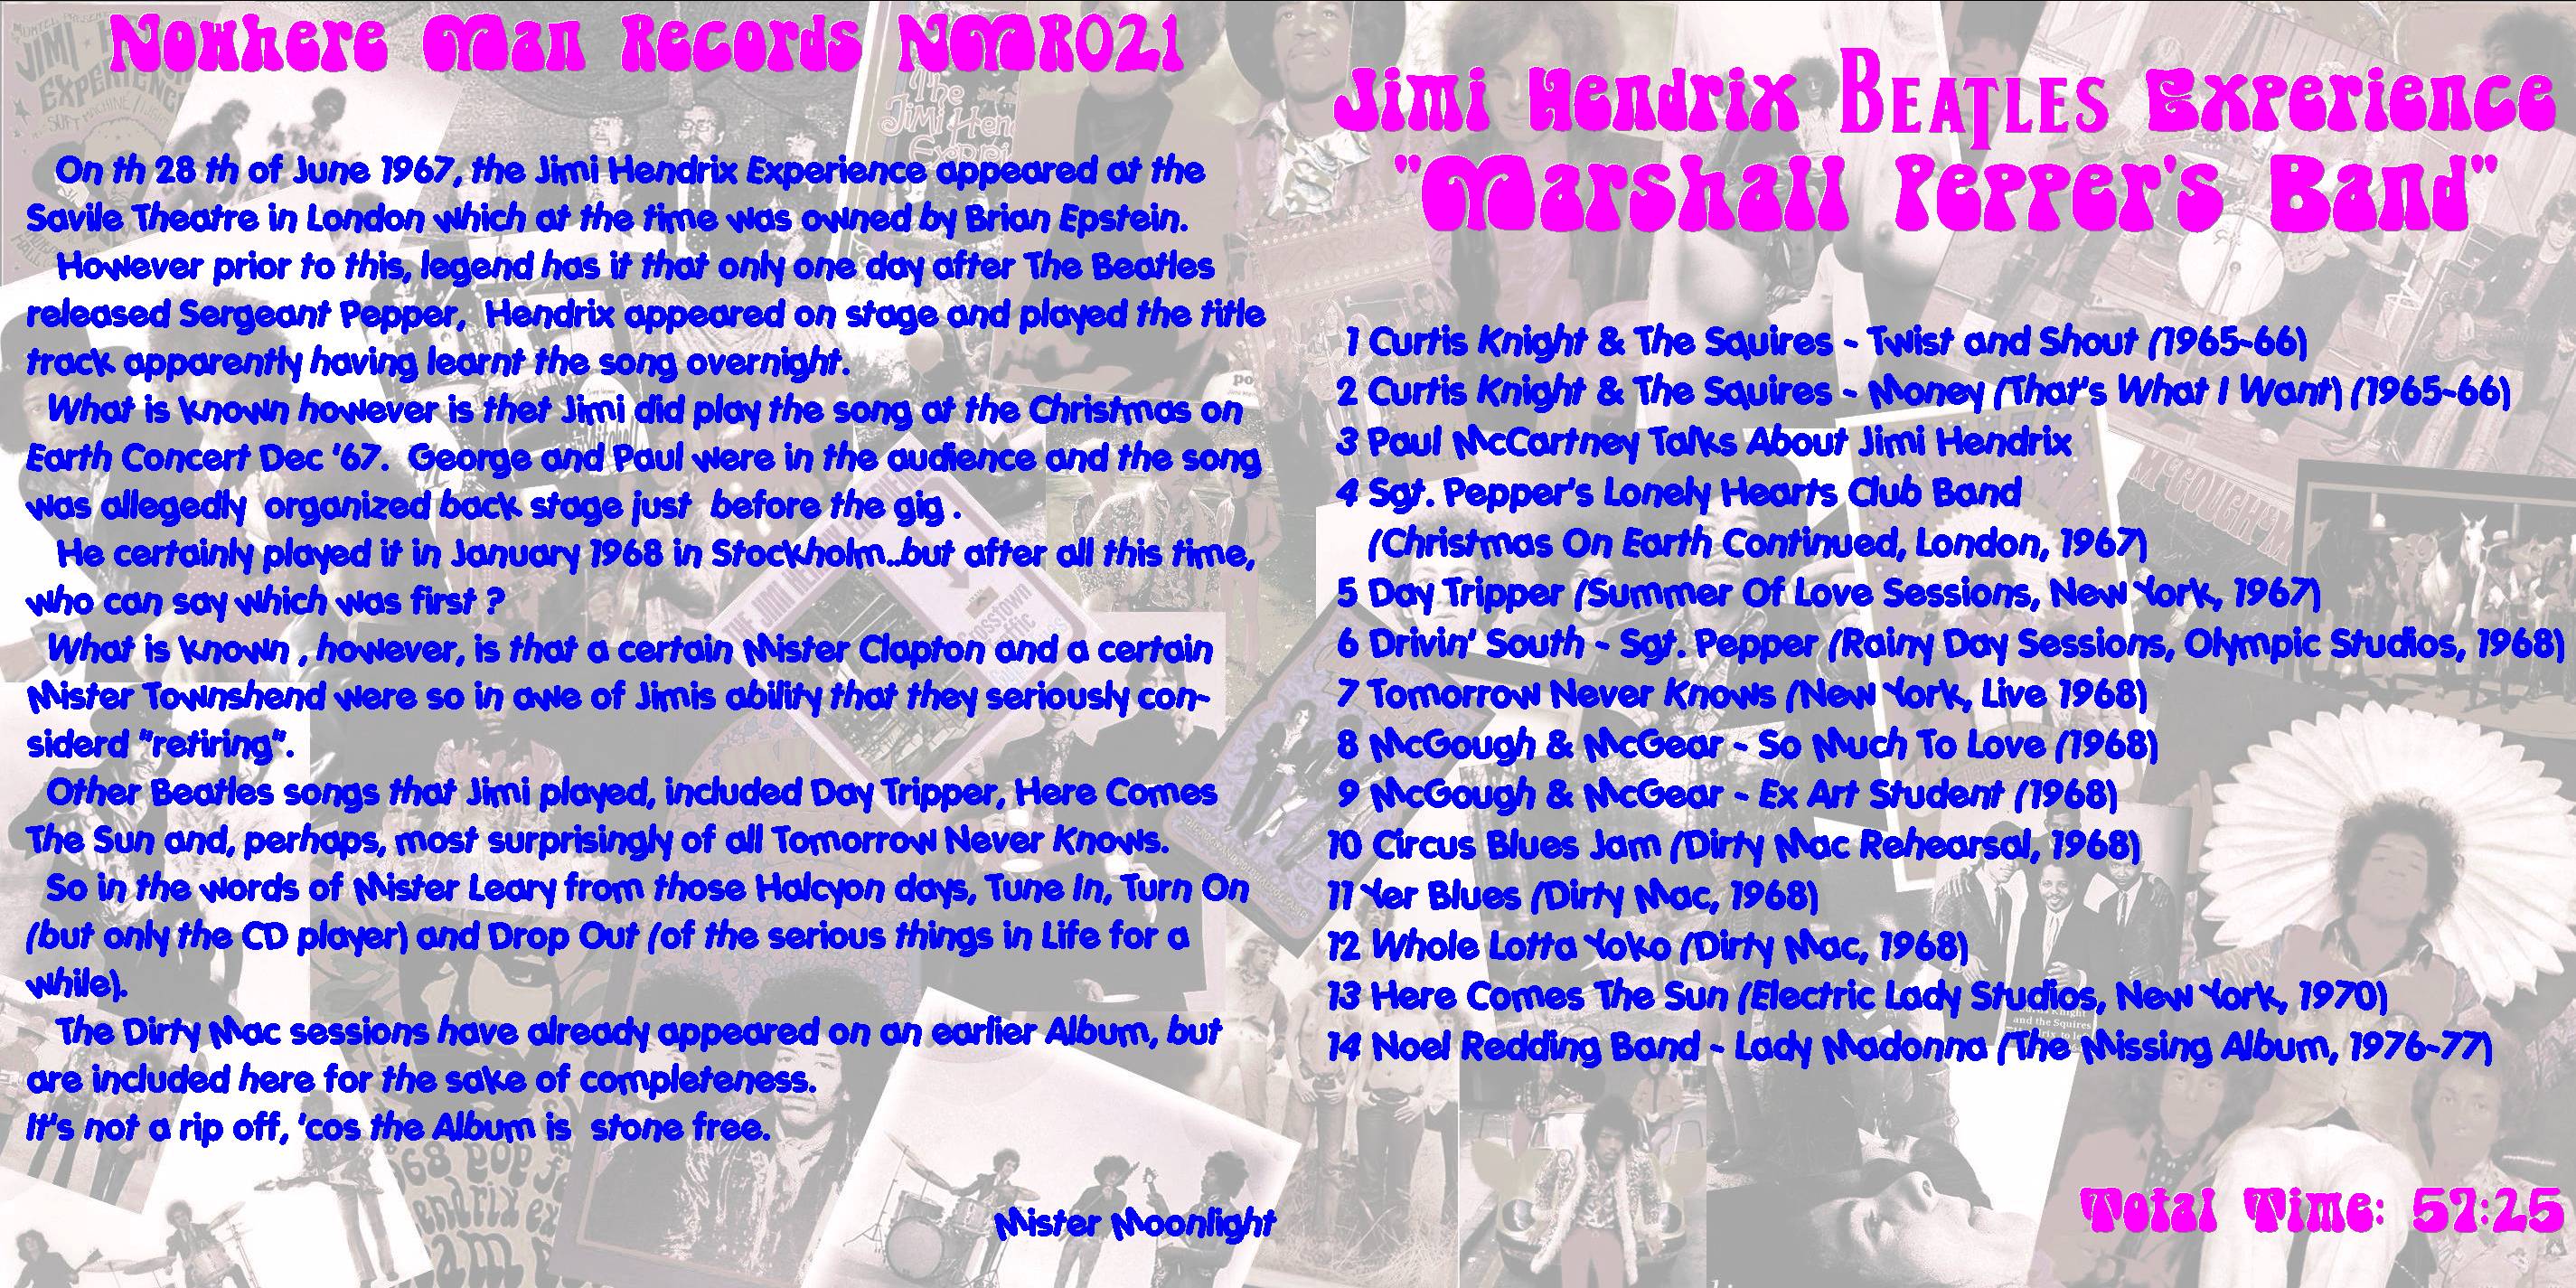 Nowhere Man Records NMR021
On th 28 th of June 1967, the Jimi Hendrix Experience appeared at the
Savile Theatre in London which at the time was owned by Brian Epstein.
However prior to this, legend has it that only one day after The Beatles
released Sergeant Pepper, Hendrix appeared on stage and played the title
track apparently having learnt the song overnight.
What is known however is thet Jimi did play the song at the Christmas on
Earth Concert Dec '67. George and Paul were in the audience and the song
was allegedly organized back stage just before the gig .
He certainly played it in January 1968 in Stockholm..but after all this time,
who can say which was first ?
What is known , however, is that a certain Mister Clapton and a certain
Mister Townshend were so in awe of Jimis ability that they seriously con-
siderd "retiring".
Other Beatles songs that Jimi played, included Day Tripper, Here Comes
The Sun and, perhaps, most surprisingly of all Tomorrow Never Knows.
So in the words of Mister Leary from those Halcyon days, Tune In, Turn On
(but only the CD player) and Drop Out (of the serious things in Life for a
while).
The Dirty Mac sessions have already appeared on an earlier Album, but
are included here for the sake of completeness.
It's not a rip off, 'cos the Album is stone free.
Mister Moonlight
Jimi Hendrix BEATLES Experience
"Marshall Pepper's Band"
1 Curtis Knight & The Squires - Twist and Shout (1965-66)
2 Curtis Knight & The Squires - Money (That's What I Want) (1965-66)
3 Paul McCartney Talks About Jimi Hendrix
4 Sgt. Pepper's Lonely Hearts Club Band
(Christmas On Earth Continued, London, 1967)
5 Day Tripper (Summer Of Love Sessions, New York, 1967)
6 Drivin' South - Sgt. Pepper (Rainy Day Sessions, Olympic Studios, 1968)
7 Tomorrow Never Knows (New York, Live 1968)
8 McGough & McGear - So Much To Love (1968)
9 McGough & McGear - Ex Art Student (1968)
10 Circus Blues Jam (Dirty Mac Rehearsal, 1968)
11 Yer Blues (Dirty Mac, 1968)
12 Whole Lotta Yoko (Dirty Mac, 1968)
13 Here Comes The Sun (Electric Lady Studios, New York, 1970)
14 Noel Redding Band - Lady Madonna (The Missing Album, 1976-77)
Total Time: 57:25